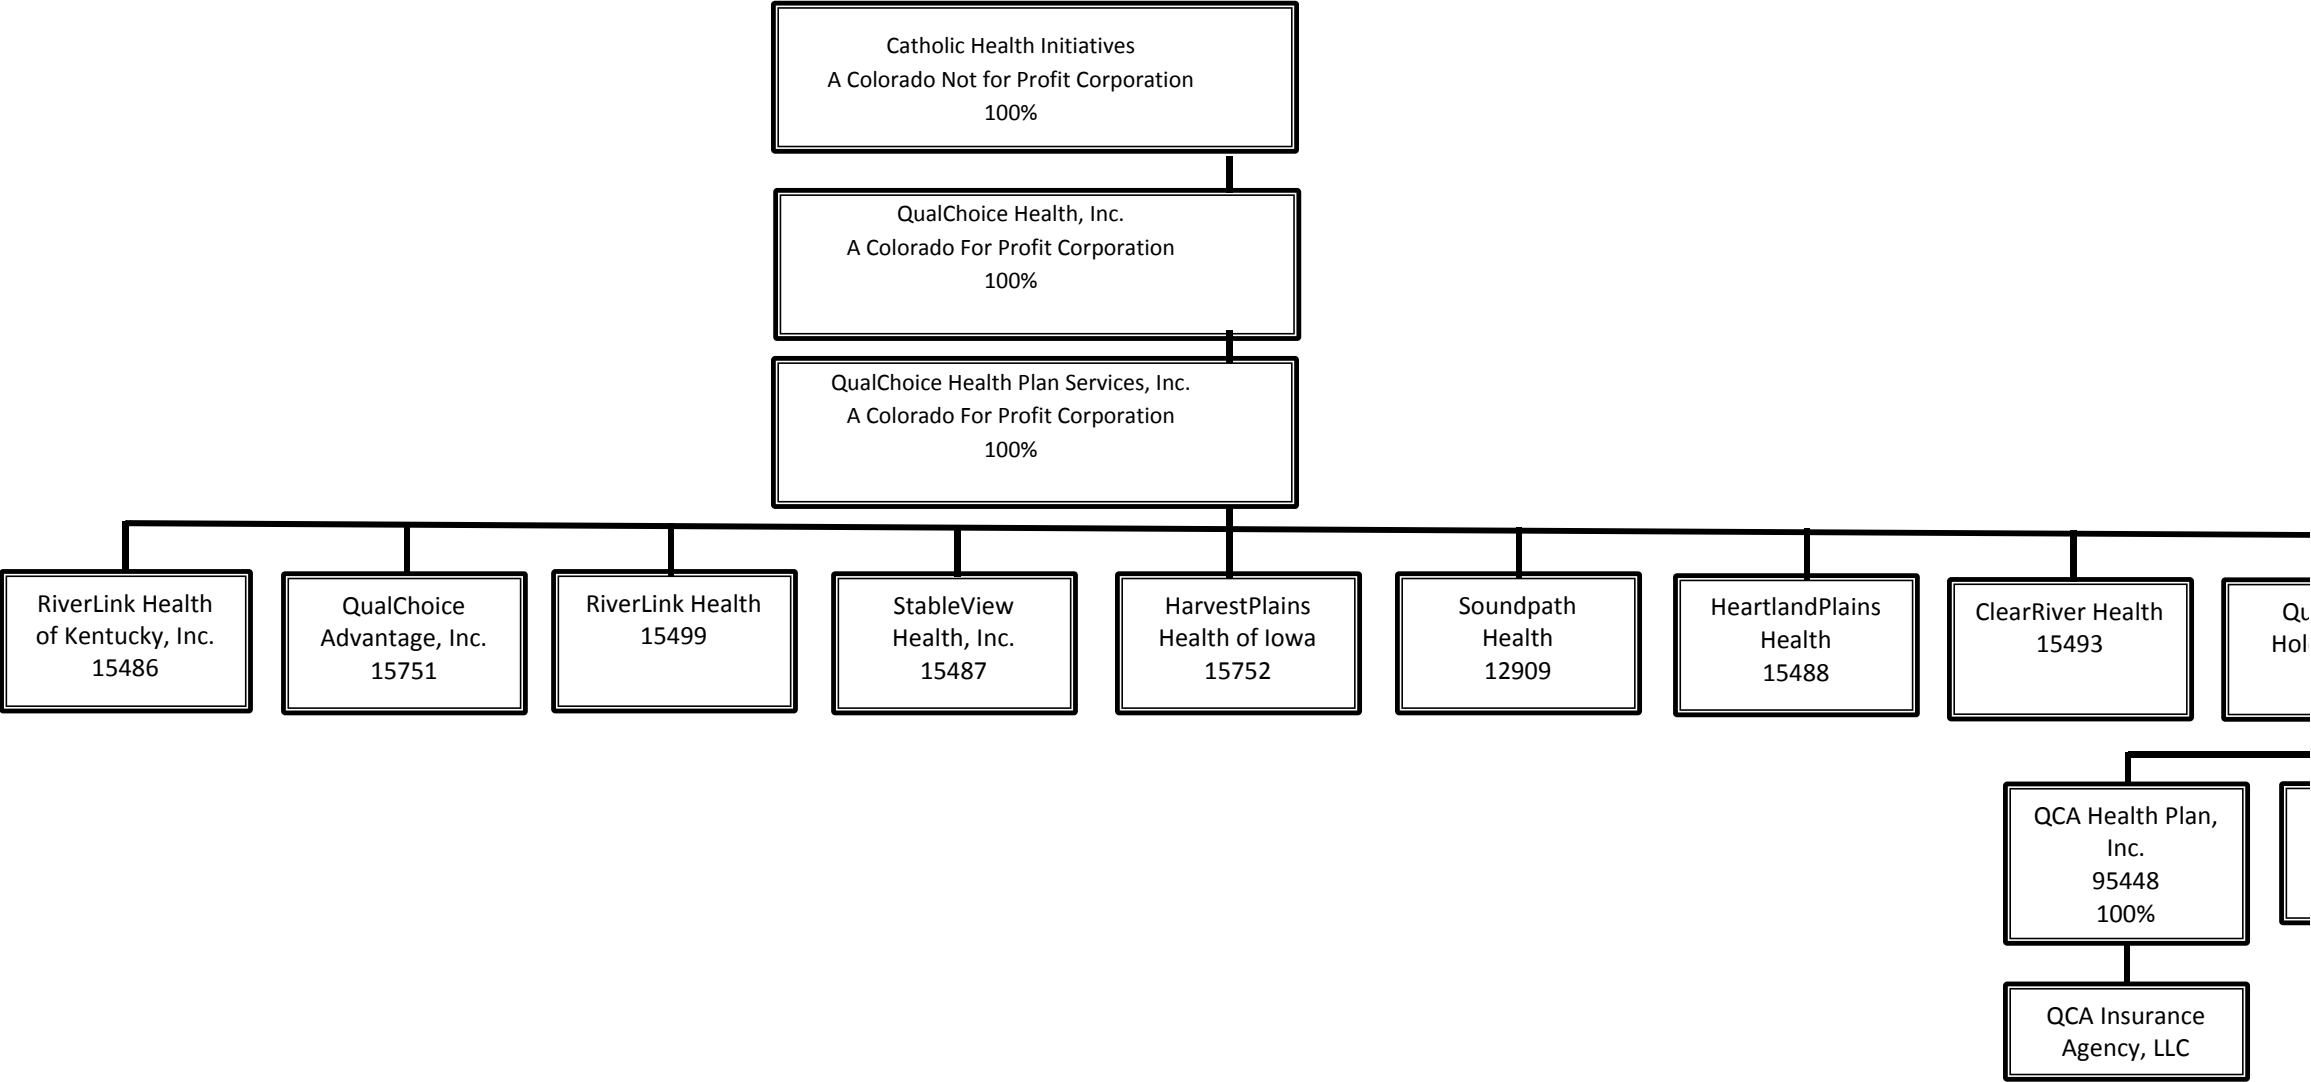 Catholic Health Initiatives
A Colorado Not for Profit Corporation
100%
QualChoice Health, Inc.
A Colorado For Profit Corporation
100%
QualChoice Health Plan Services, Inc.
A Colorado For Profit Corporation
100%
RiverLink Health
of Kentucky, Inc.
15486
QualChoice
Advantage, Inc.
15751
RiverLink Health
15499
StableView
Health, Inc.
15487
HarvestPlains
Health of Iowa
15752
Soundpath
Health
12909
HeartlandPlains
Health
15488
ClearRiver Health
15493
QCA Health Plan,
Inc.
95448
100%
QCA Insurance
Agency, LLC